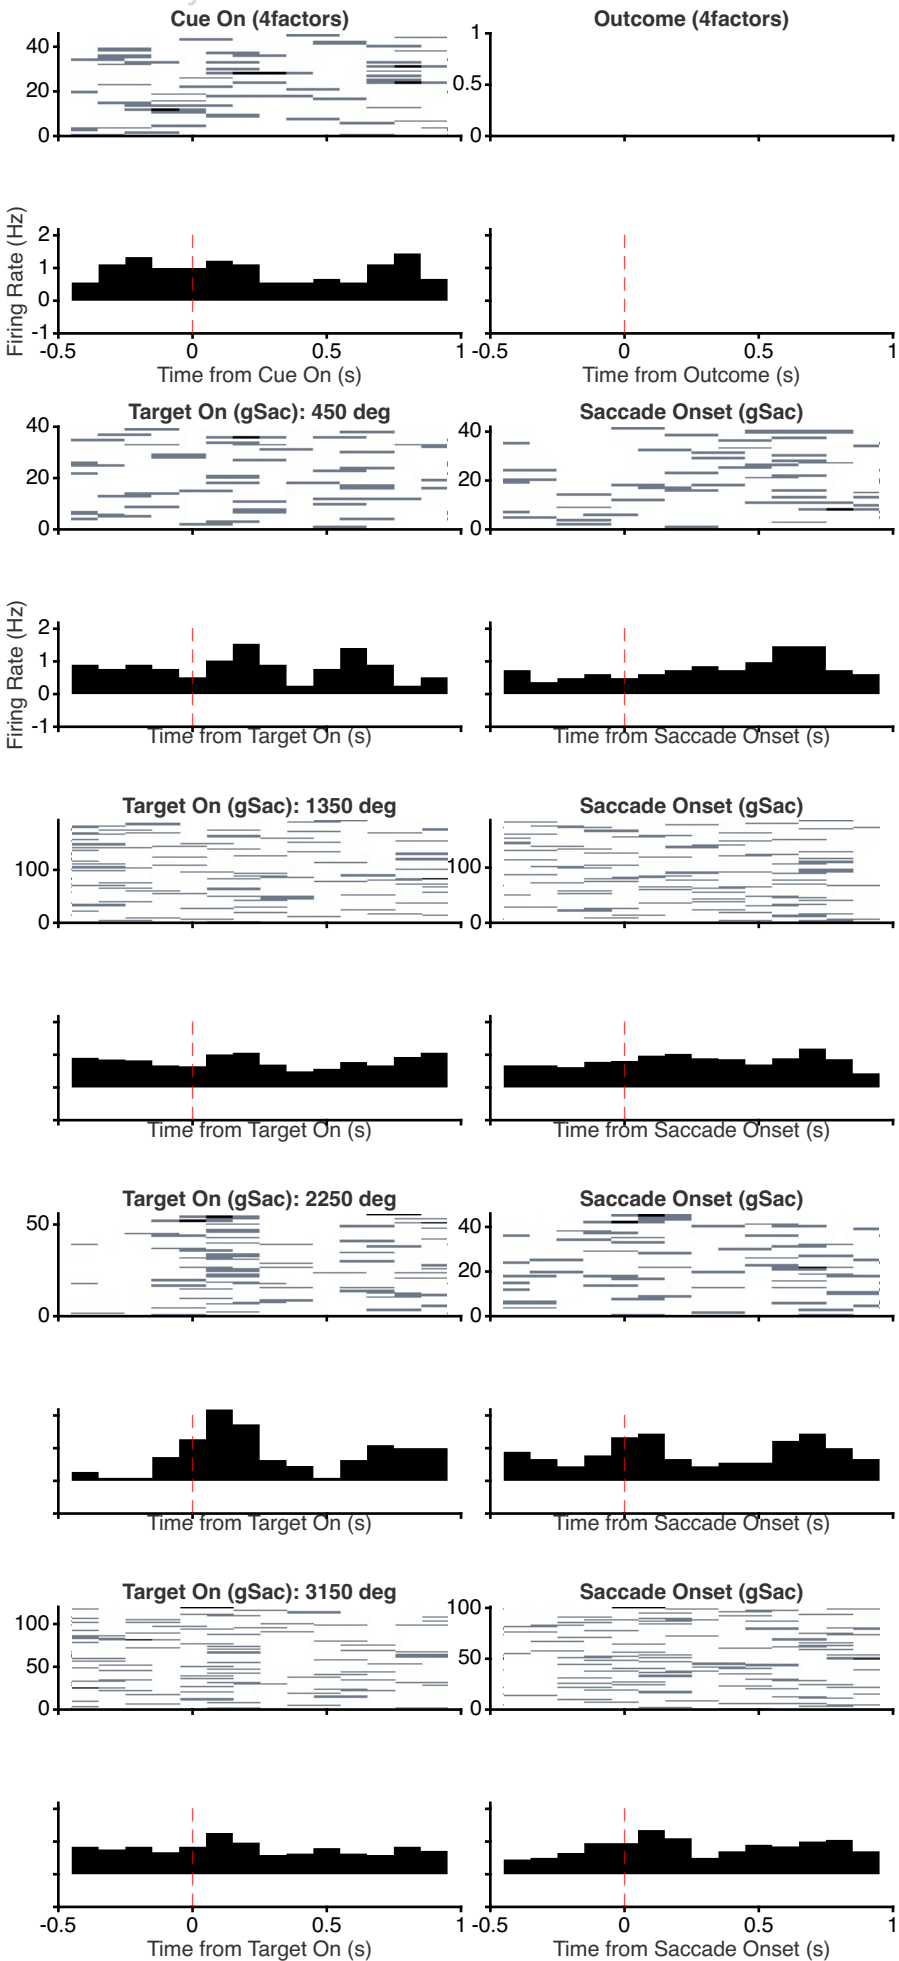 Cue On (4factors)
Outcome (4factors)
40
20
0
1
0.5
0
Firing Rate (Hz)
2
1
0
-1
-0.5 0 0.5 1
-0.5 0 0.5 1
Time from Cue On (s)
Time from Outcome (s)
Target On (gSac): 450 deg
Saccade Onset (gSac)
40
20
0
40
20
0
Firing Rate (Hz)
2
1
0
-1
Time from Target On (s)
Time from Saccade Onset (s)
Target On (gSac): 1350 deg
Saccade Onset (gSac)
100
0
100
0
Time from Target On (s)
Time from Saccade Onset (s)
Target On (gSac): 2250 deg
Saccade Onset (gSac)
50
0
40
20
0
Time from Target On (s)
Time from Saccade Onset (s)
Target On (gSac): 3150 deg
Saccade Onset (gSac)
100
50
0
100
50
0
-0.5 0 0.5 1
-0.5 0 0.5 1
Time from Target On (s)
Time from Saccade Onset (s)